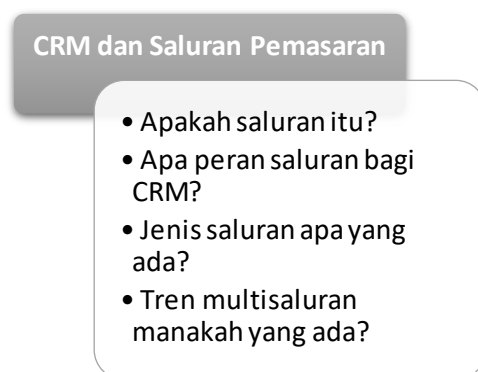 CRM dan Saluran Pemasaran
• Apakah saluran itu?
• Apa peran saluran bagi
CRM?
• Jenis saluran apa yang
ada?
• Tren multisaluran
manakah yang ada?